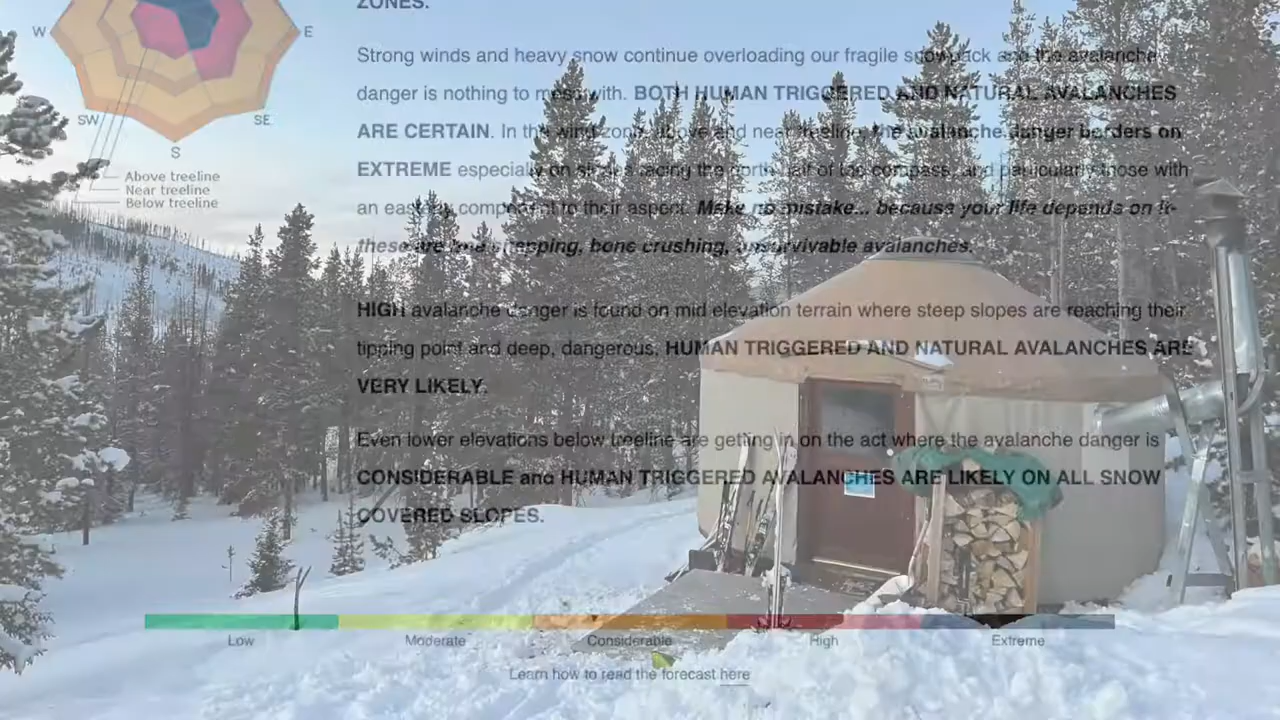 ZONES.
W
E
SW
SE
S
Above treeline
Near treeline
Below treeline
Strong winds and heavy snow continue overloading our fragile snowpack and the avalanche
danger is nothing to mess with. BOTH HUMAN TRIGGERED AND NATURAL AVALANCHES
ARE CERTAIN. In the wind zone above and near treeline, the avalanche danger borders on
EXTREME especially on slopes facing the north half of the compass, and particularly those with
an easterly component to their aspect. Make no mistake... because your life depends on it-
these are tree snapping, bone crushing, unsurvivable avalanches.
HIGH avalanche danger is found on mid elevation terrain where steep slopes are reaching their
tipping point and deep, dangerous, HUMAN TRIGGERED AND NATURAL AVALANCHES ARE
VERY LIKELY.
Even lower elevations below treeline are getting in on the act where the avalanche danger is
CONSIDERABLE and HUMAN TRIGGERED AVALANCHES ARE LIKELY ON ALL SNOW
COVERED SLOPES.
Low
Moderate
Considerable
High
Extreme
Learn how to read the forecast here